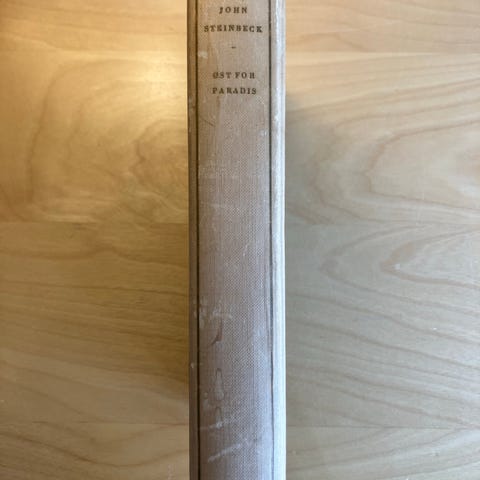 JOHN
STEINBECK
-
ØST FOR
PARADIS